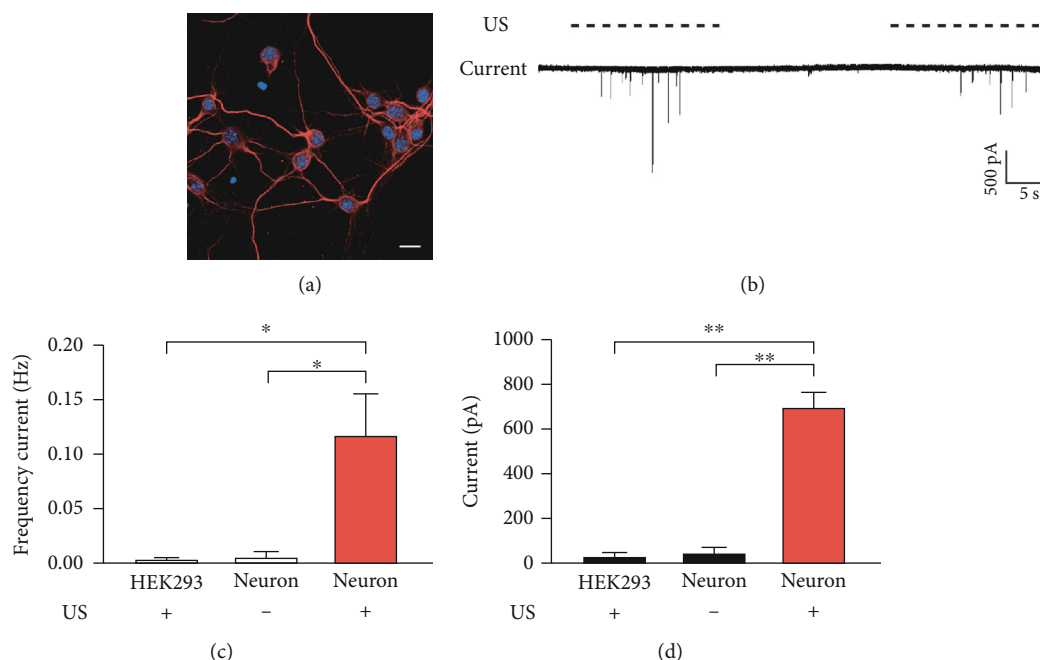 US
Current
500 pA
5 s
(a)
(b)
Frequency current (Hz)
0.20
0.15
0.10
0.05
0.00
*
*
HEK293 Neuron Neuron
US + − +
(c)
Current (pA)
1000
800
600
400
200
0
**
**
HEK293 Neuron Neuron
US + − +
(d)